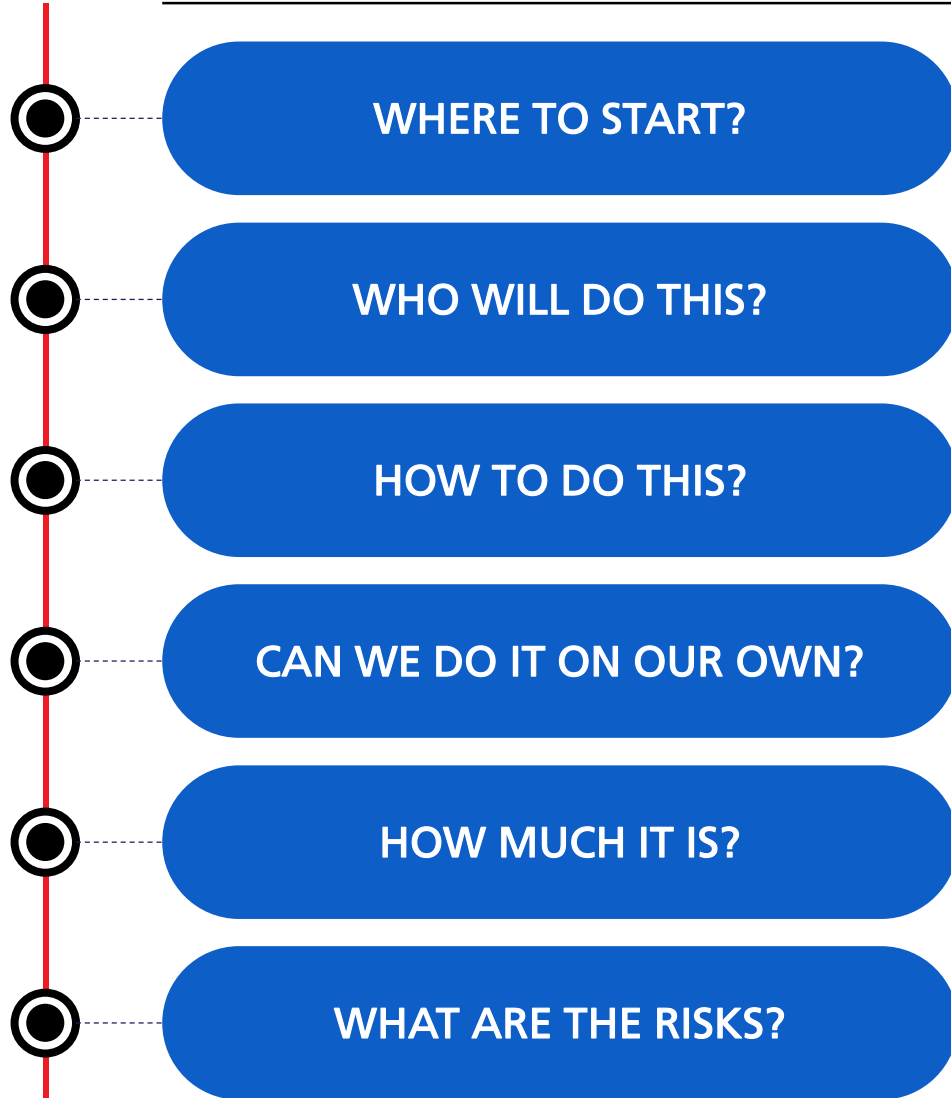 WHERE TO START?
WHO WILL DO THIS?
HOW TO DO THIS?
CAN WE DO IT ON OUR OWN?
HOW MUCH IT IS?
WHAT ARE THE RISKS?